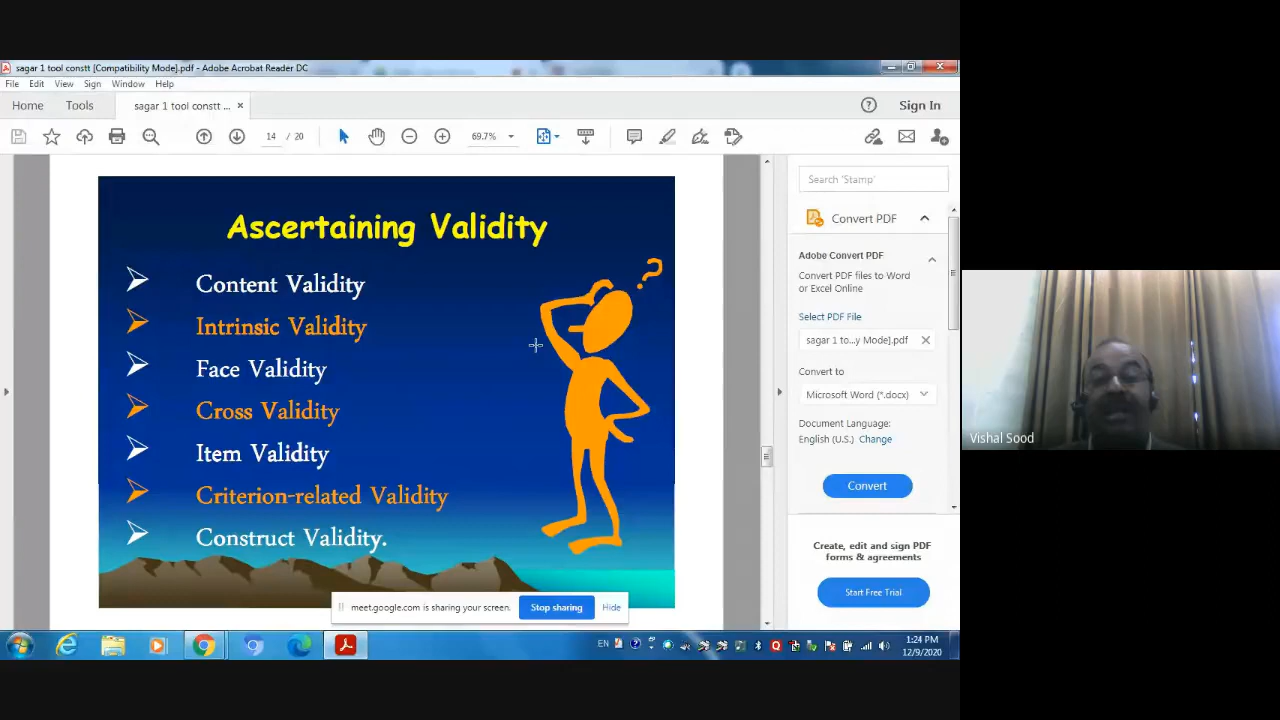 sagar 1 tool constt [Compatibility Mode].pdf - Adobe Acrobat Reader DC
File Edit View Sign Window Help
Home Tools sagar 1 tool constt ... × Sign In
14 / 20 69.7%
Search 'Stamp'
Convert PDF
Adobe Convert PDF
Convert PDF files to Word
or Excel Online
Select PDF File
sagar 1 to...y Mode].pdf
Convert to
Microsoft Word (*.docx)
Document Language:
English (U.S.) Change
Convert
Create, edit and sign PDF
forms & agreements
Start Free Trial
Ascertaining Validity
?
Content Validity
Intrinsic Validity
Face Validity
Cross Validity
Item Validity
Criterion-related Validity
Construct Validity.
meet.google.com is sharing your screen. Stop sharing Hide
EN 1:24 PM
12/9/2020
Vishal Sood